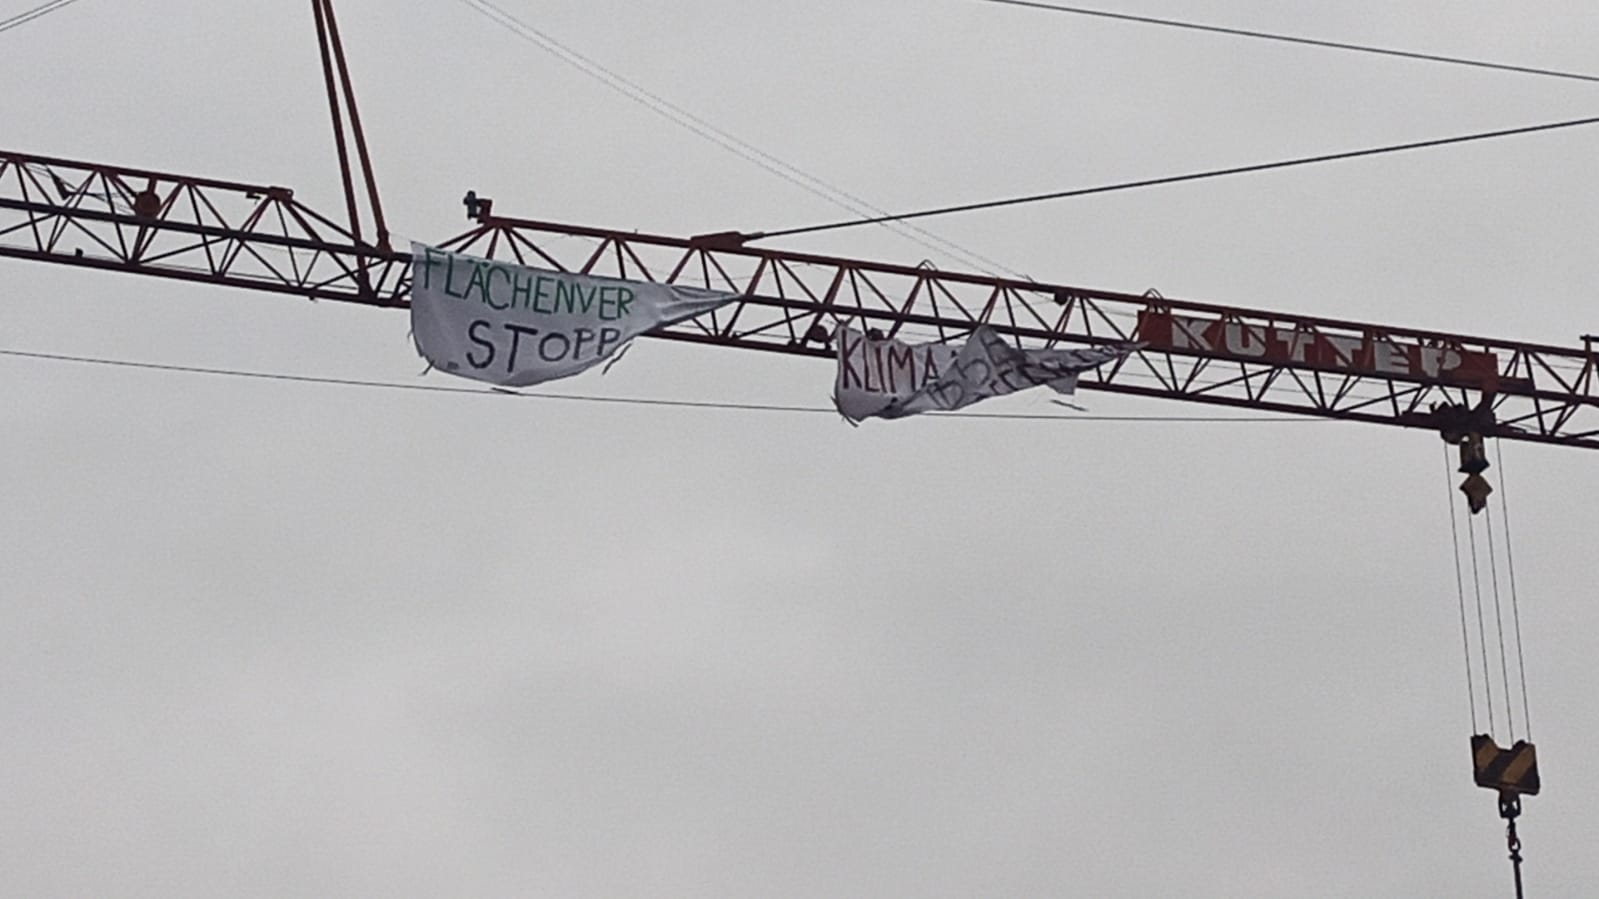 FLÄCHENVER
STOPP
KLIMA
KUTTER